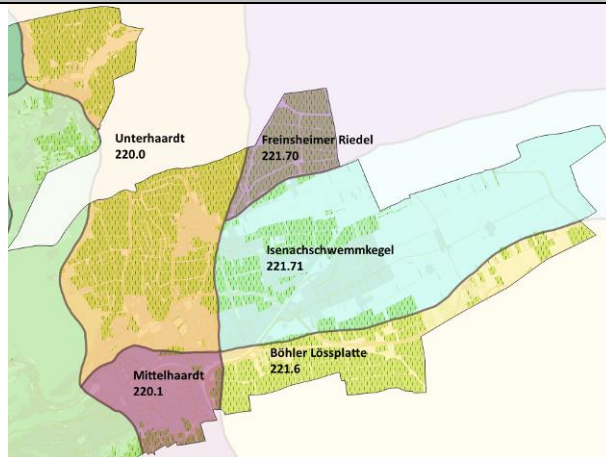 Unterhaardt
220.0
Freinsheimer Riedel
221.70
Isenachschwemmkegel
221.71
Böhler Lössplatte
221.6
Mittelhaardt
220.1